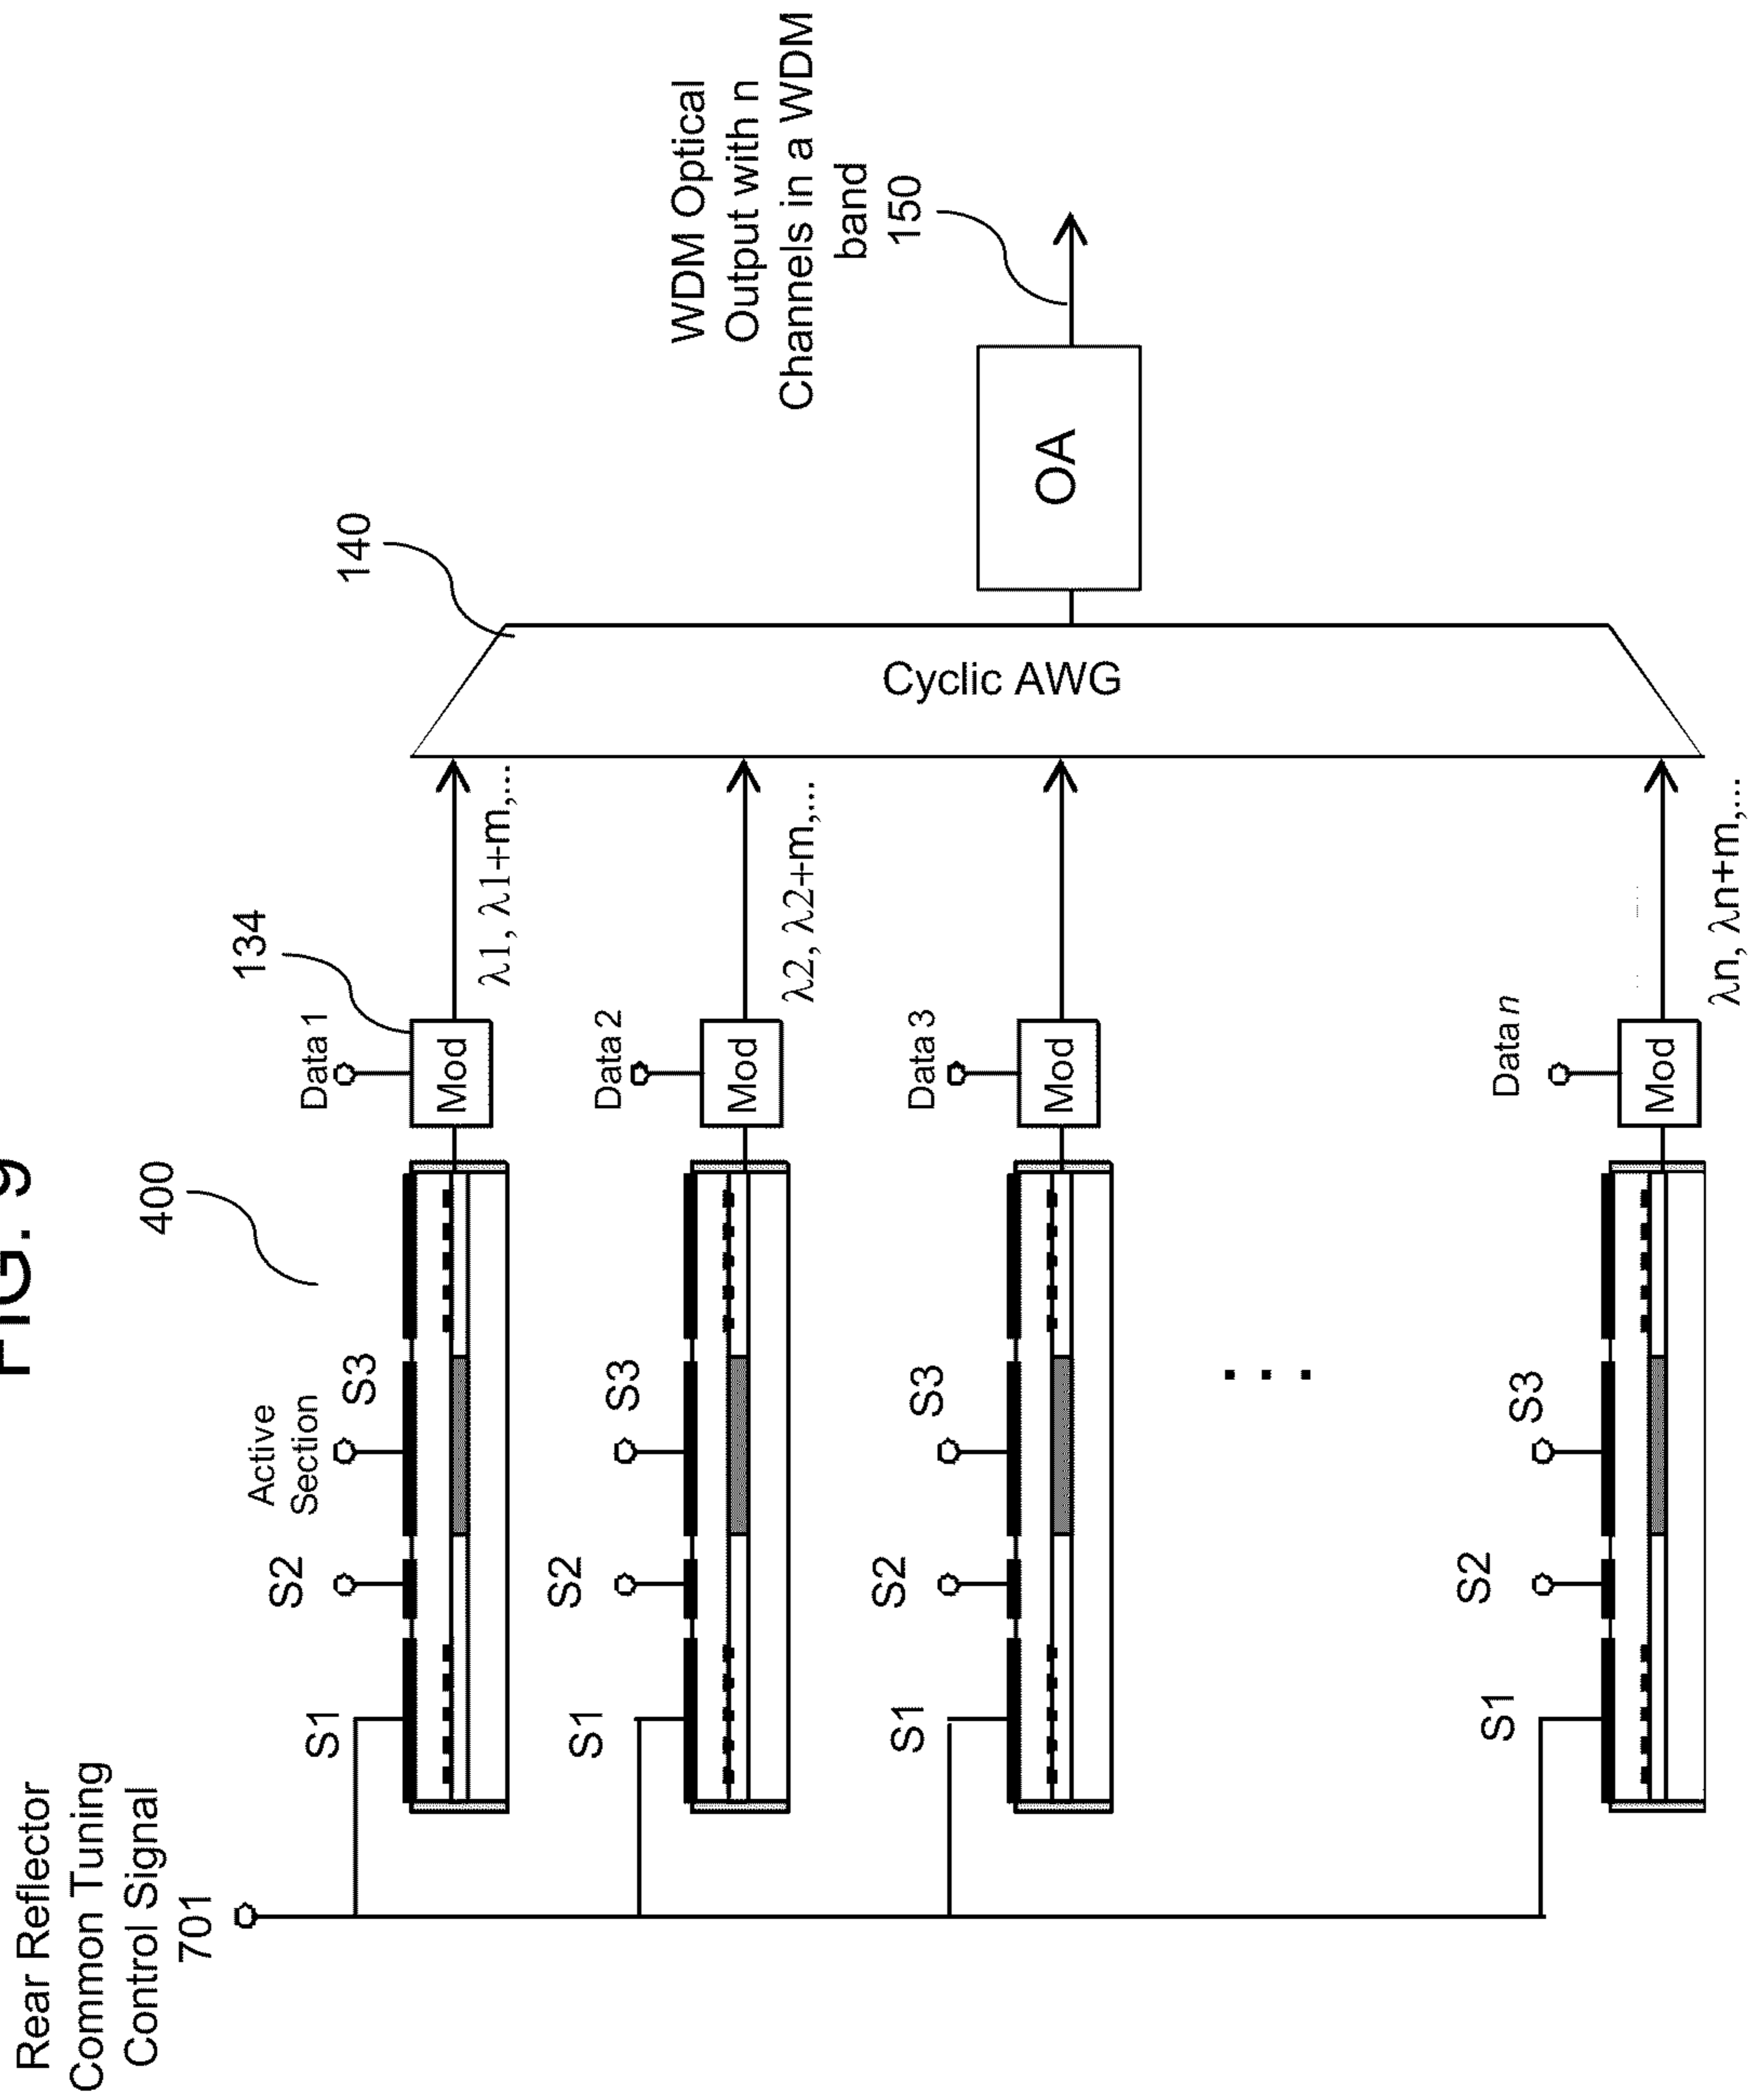 FIG. 9
Rear Reflector
Common Tuning
Control Signal
701
400
134
140
WDM Optical
Output with n
Channels in a WDM
band
150
S1
S2
Active
Section
S3
Data 1
Mod
λ1, λ1+m,...
S1
S2
S3
Data 2
Mod
λ2, λ2+m,...
S1
S2
S3
Data 3
Mod
. . .
S1
S2
S3
Data n
Mod
λn, λn+m,...
Cyclic AWG
OA